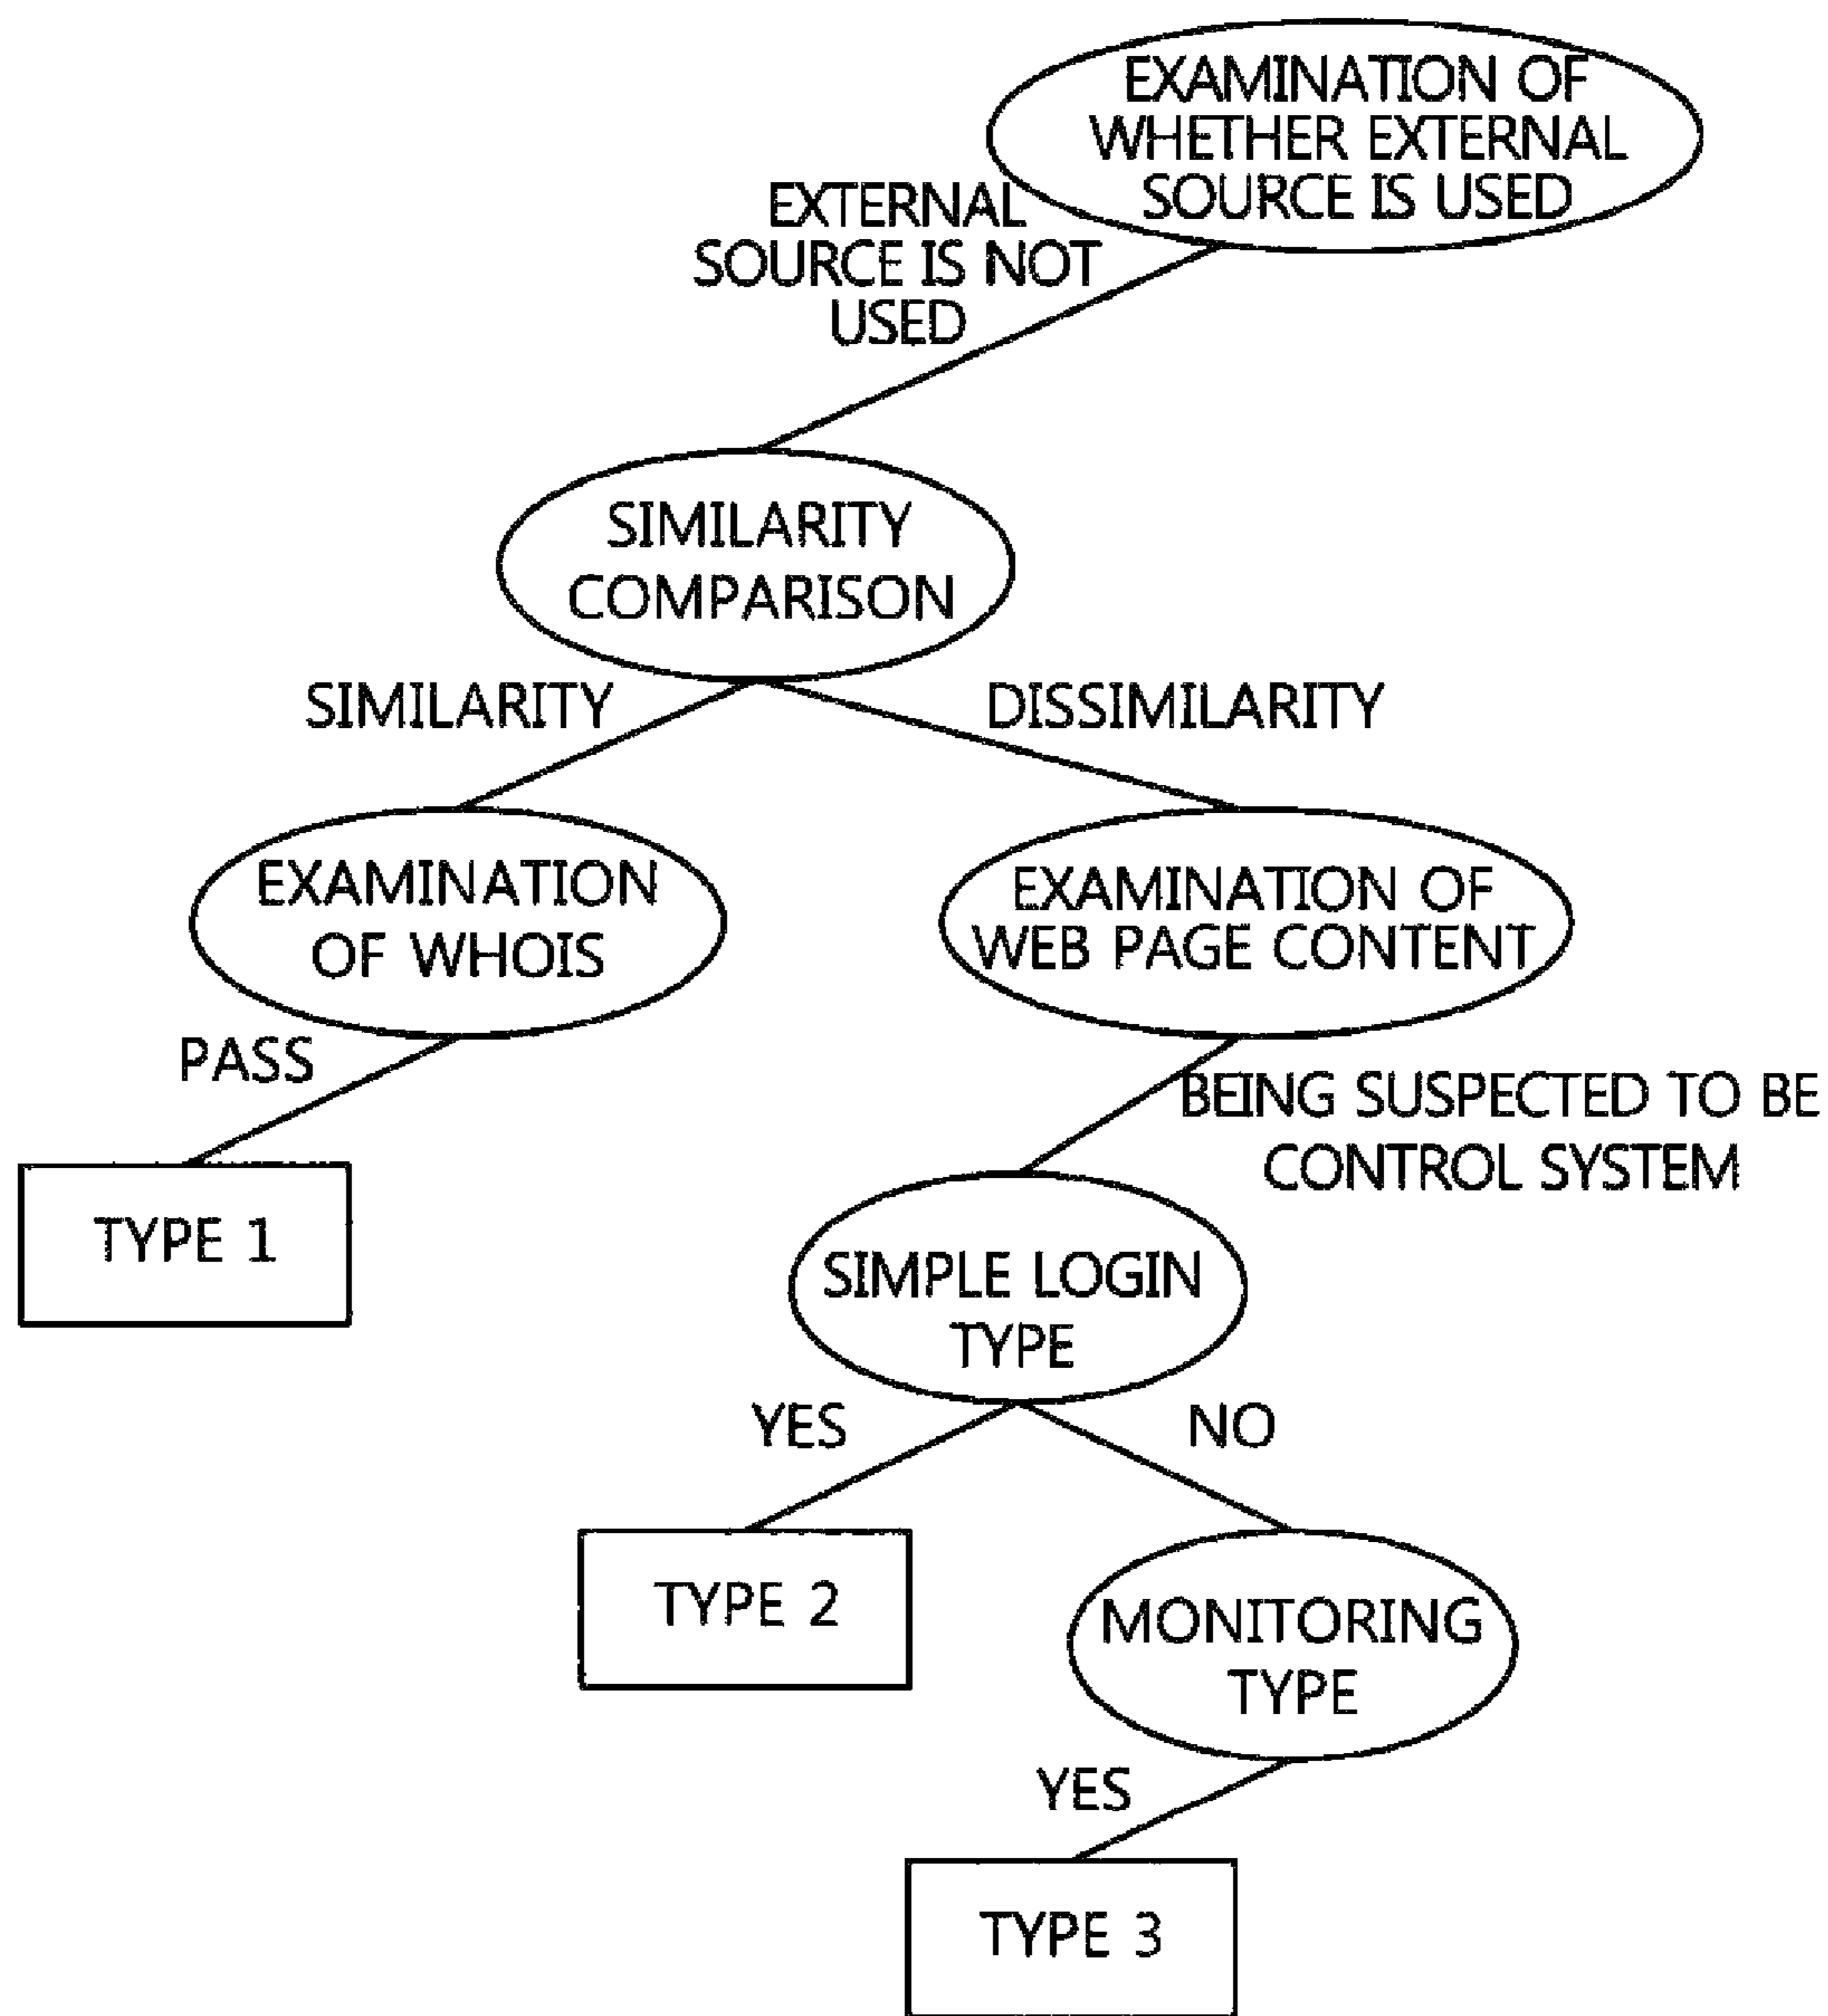 EXAMINATION OF
WHETHER EXTERNAL
SOURCE IS USED
EXTERNAL
SOURCE IS NOT
USED
SIMILARITY
COMPARISON
SIMILARITY
DISSIMILARITY
EXAMINATION
OF WHOIS
EXAMINATION OF
WEB PAGE CONTENT
PASS
BEING SUSPECTED TO BE
CONTROL SYSTEM
TYPE 1
SIMPLE LOGIN
TYPE
YES
NO
TYPE 2
MONITORING
TYPE
YES
TYPE 3